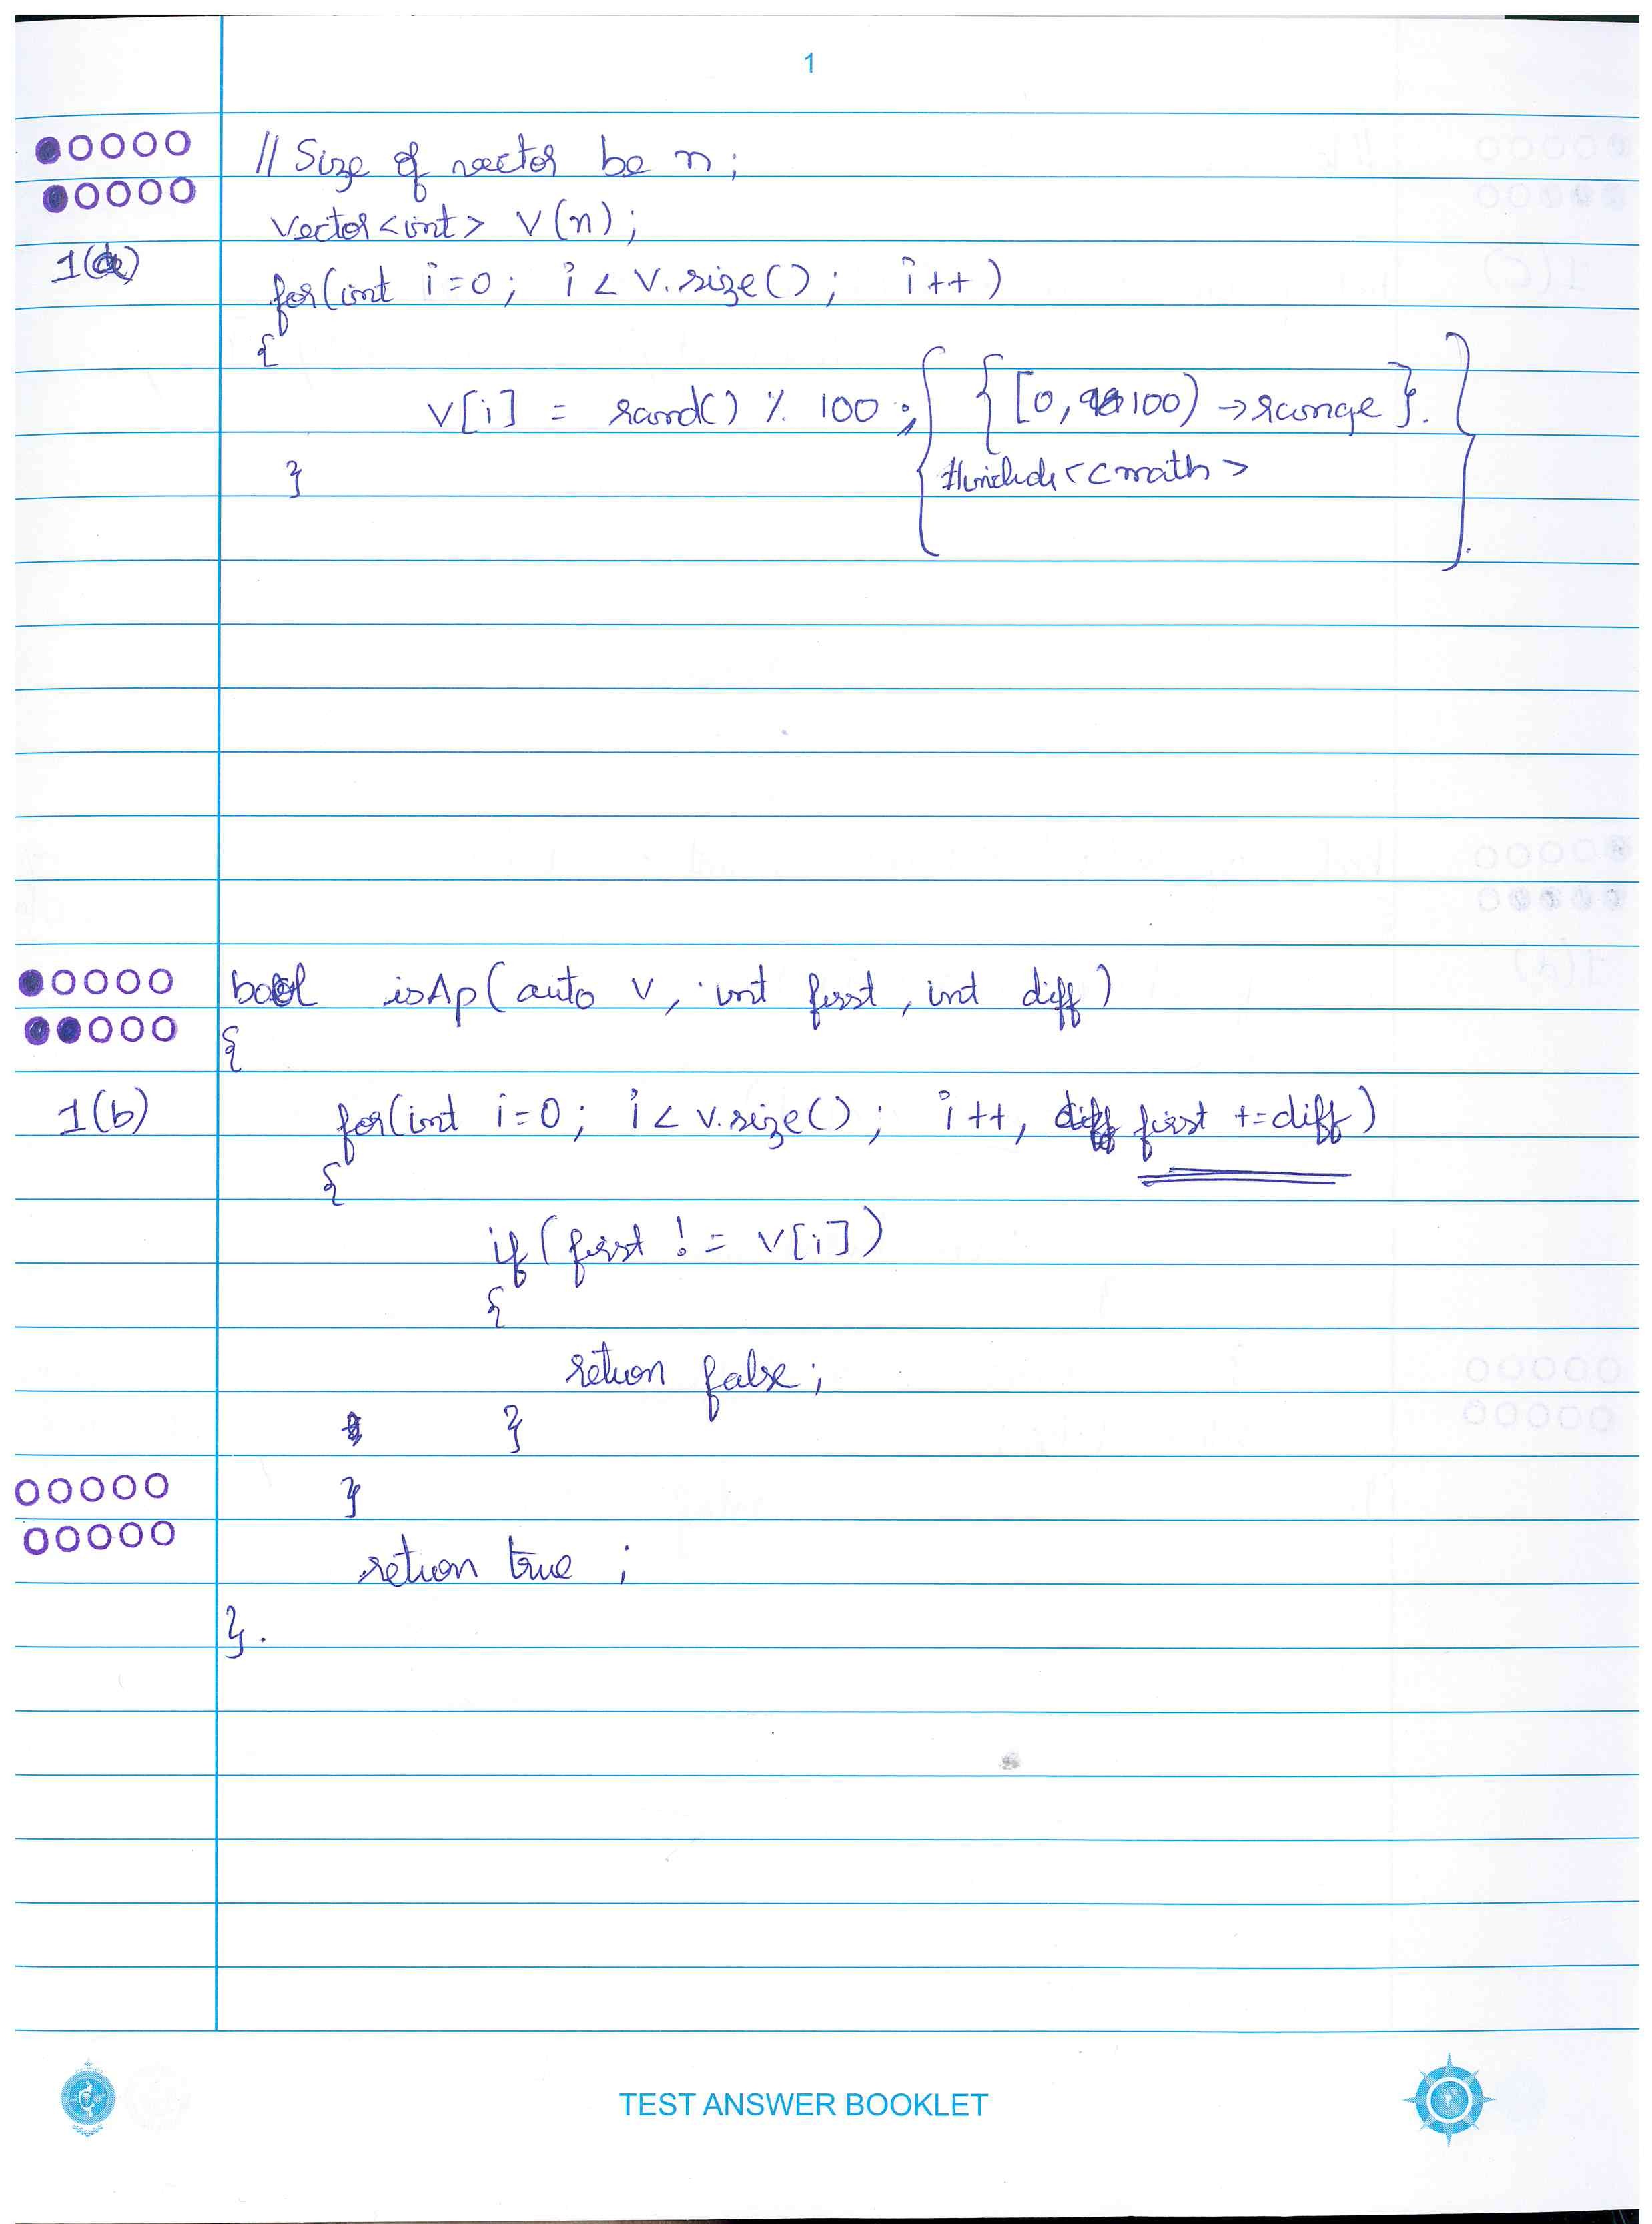 1
// Size of vector be n;
vector<int> v(n);
1(a)
for(int i=0; i < v.size(); i++)
{
v[i] = rand() % 100; { { [0, 100) → range }. }.
#include <cmath>
}
bool isAp(auto v, int first, int diff)
{
1(b)
for(int i=0; i < v.size(); i++, first += diff)
{
if(first != v[i])
{
return false;
}
}
return true;
}.
TEST ANSWER BOOKLET